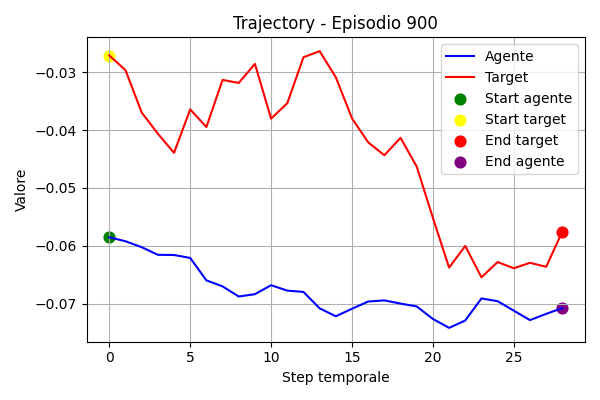 Trajectory - Episodio 900
Agente
Target
Start agente
Start target
End target
End agente
Valore
−0.03
−0.04
−0.05
−0.06
−0.07
0
5
10
15
20
25
Step temporale